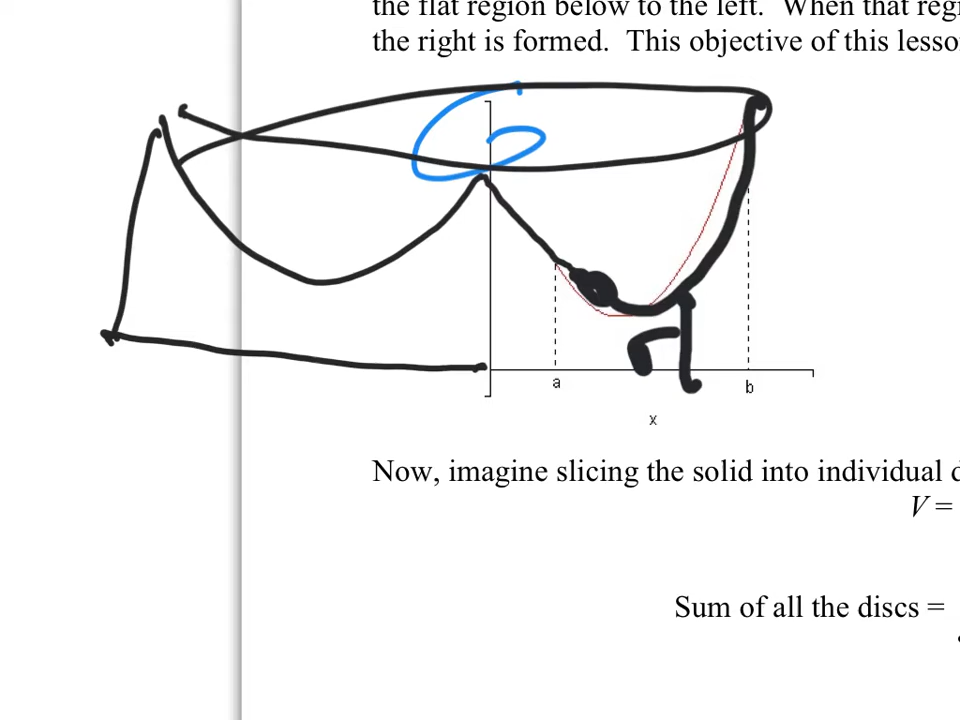 the flat region below to the left. When that regi
the right is formed. This objective of this lesso
a
b
x
Now, imagine slicing the solid into individual d
V =
Sum of all the discs =